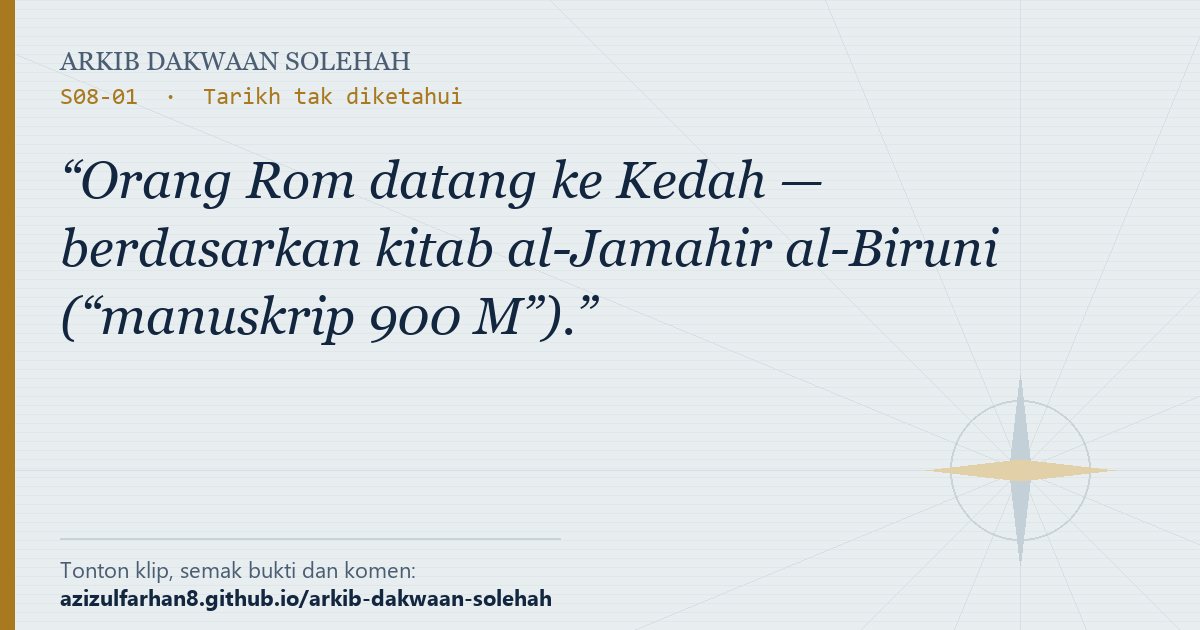 ARKIB DAKWAAN SOLEHAH
S08-01 · Tarikh tak diketahui
“Orang Rom datang ke Kedah —
berdasarkan kitab al-Jamahir al-Biruni
(“manuskrip 900 M”).”
Tonton klip, semak bukti dan komen:
azizulfarhan8.github.io/arkib-dakwaan-solehah